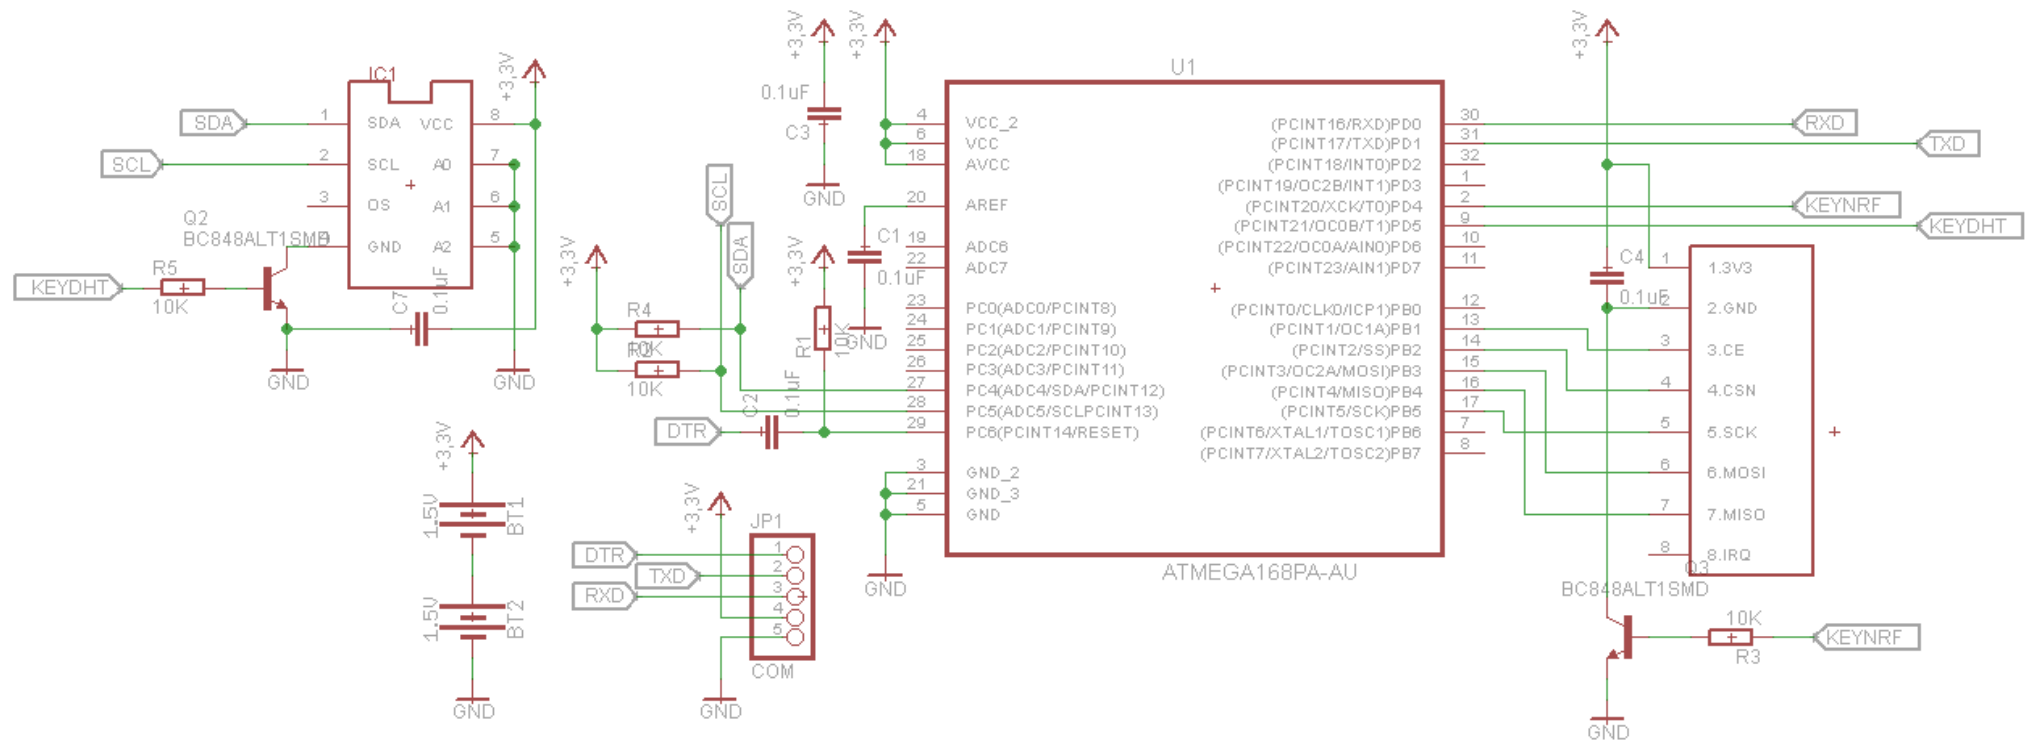 IC1
+3,3V
SDA
1
SDA
VCC
8
SCL
2
SCL
A0
7
3
OS
A1
6
4
GND
A2
5
Q2
BC848ALT1SMD
KEYDHT
R5
10K
C7
0.1uF
GND
GND
+3,3V
1.5V
BT1
1.5V
BT2
GND
+3,3V
0.1uF
C3
GND
+3,3V
SCL
SDA
+3,3V
R4
10K
10K
+3,3V
R1
10K
C1
0.1uF
GND
DTR
C2
0.1uF
+3,3V
JP1
DTR
1
TXD
2
RXD
3
4
5
COM
GND
U1
4
VCC_2
6
VCC
18
AVCC
20
AREF
19
ADC6
22
ADC7
23
PC0(ADC0/PCINT8)
24
PC1(ADC1/PCINT9)
25
PC2(ADC2/PCINT10)
26
PC3(ADC3/PCINT11)
27
PC4(ADC4/SDA/PCINT12)
28
PC5(ADC5/SCLPCINT13)
29
PC6(PCINT14/RESET)
3
GND_2
21
GND_3
5
GND
GND
(PCINT16/RXD)PD0
30
(PCINT17/TXD)PD1
31
(PCINT18/INT0)PD2
32
(PCINT19/OC2B/INT1)PD3
1
(PCINT20/XCK/T0)PD4
2
(PCINT21/OC0B/T1)PD5
9
(PCINT22/OC0A/AIN0)PD6
10
(PCINT23/AIN1)PD7
11
(PCINT0/CLK0/ICP1)PB0
12
(PCINT1/OC1A)PB1
13
(PCINT2/SS)PB2
14
(PCINT3/OC2A/MOSI)PB3
15
(PCINT4/MISO)PB4
16
(PCINT5/SCK)PB5
17
(PCINT6/XTAL1/TOSC1)PB6
7
(PCINT7/XTAL2/TOSC2)PB7
8
ATMEGA168PA-AU
+3,3V
RXD
TXD
KEYNRF
KEYDHT
C4
0.1uF
1
1.3V3
2
2.GND
3
3.CE
4
4.CSN
5
5.SCK
6
6.MOSI
7
7.MISO
8
8.IRQ
Q3
BC848ALT1SMD
10K
R3
KEYNRF
GND